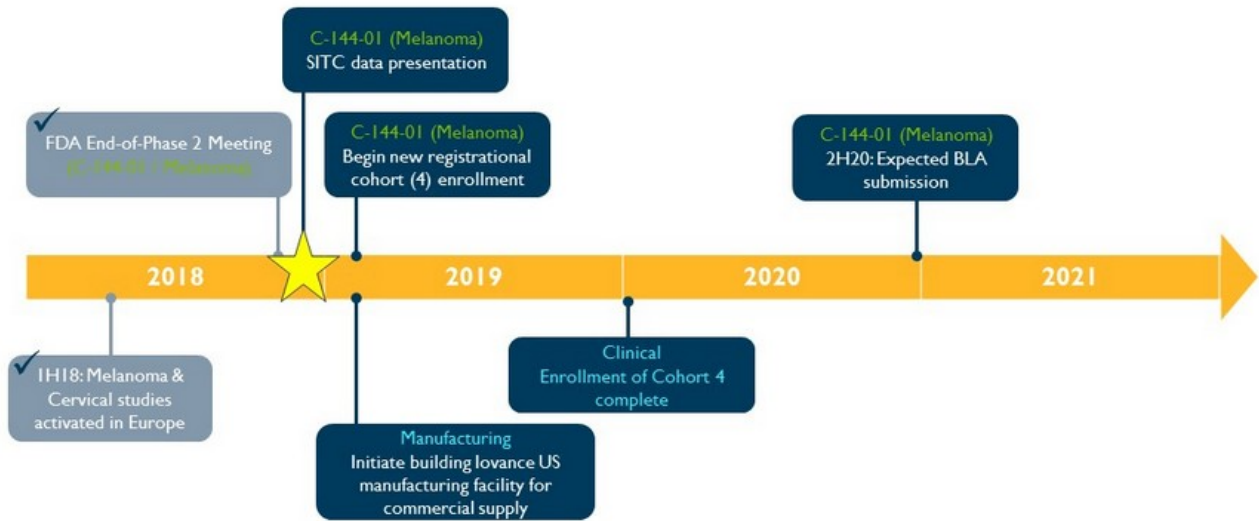 C-144-01 (Melanoma)
SITC data presentation
FDA End-of-Phase 2 Meeting
(C-144-01 / Melanoma)
C-144-01 (Melanoma)
Begin new registrational
cohort (4) enrollment
C-144-01 (Melanoma)
2H20: Expected BLA
submission
2018
2019
2020
2021
1H18: Melanoma &
Cervical studies
activated in Europe
Clinical
Enrollment of Cohort 4
complete
Manufacturing
Initiate building Iovance US
manufacturing facility for
commercial supply